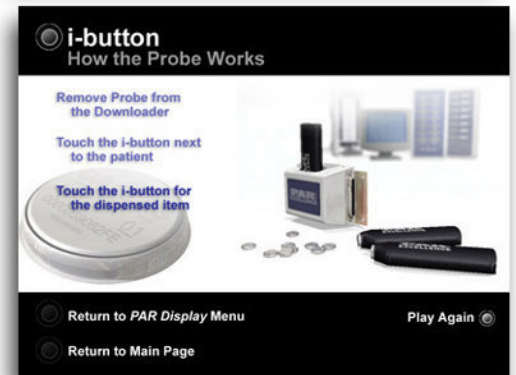 i-button
How the Probe Works
Remove Probe from
the Downloader
Touch the i-button next
to the patient
Touch the i-button for
the dispensed item
PAR
Return to PAR Display Menu
Play Again
Return to Main Page